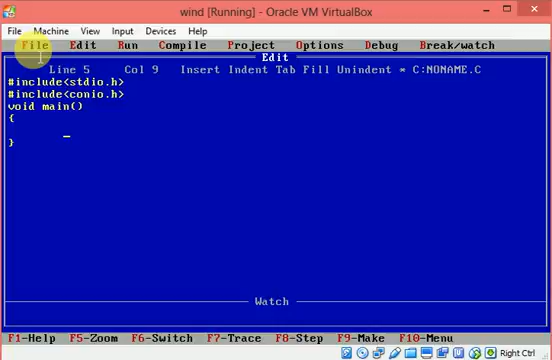 wind [Running] - Oracle VM VirtualBox
File Machine View Input Devices Help
File Edit Run Compile Project Options Debug Break/watch
Edit
Line 5 Col 9 Insert Indent Tab Fill Unindent * C:NONAME.C
#include<stdio.h>
#include<conio.h>
void main()
{
}
Watch
F1-Help F5-Zoom F6-Switch F7-Trace F8-Step F9-Make F10-Menu
Right Ctrl